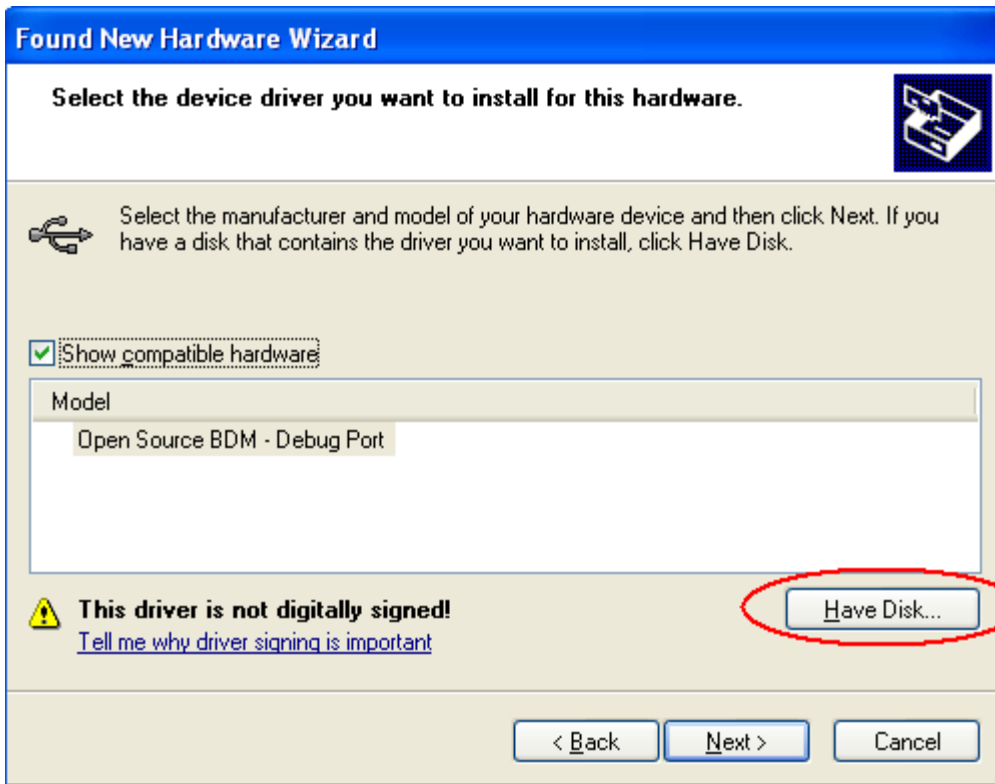 Found New Hardware Wizard
Select the device driver you want to install for this hardware.
Select the manufacturer and model of your hardware device and then click Next. If you
have a disk that contains the driver you want to install, click Have Disk.
Show compatible hardware
Model
Open Source BDM - Debug Port
This driver is not digitally signed!
Have Disk...
Tell me why driver signing is important
< Back
Next >
Cancel